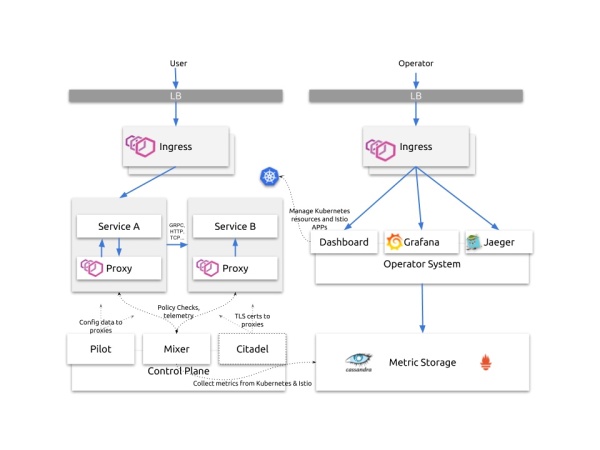 User
Operator
LB
LB
Ingress
Ingress
Manage Kubernetes
resources and Istio
APPs
Service A
GRPC,
HTTP,
TCP...
Service B
Dashboard
Grafana
Jaeger
Operator System
Proxy
Proxy
Policy Checks,
telemetry
Config data to
proxies
TLS certs to
proxies
Pilot
Mixer
Citadel
Control Plane
Collect metrics from Kubernetes & Istio
cassandra
Metric Storage